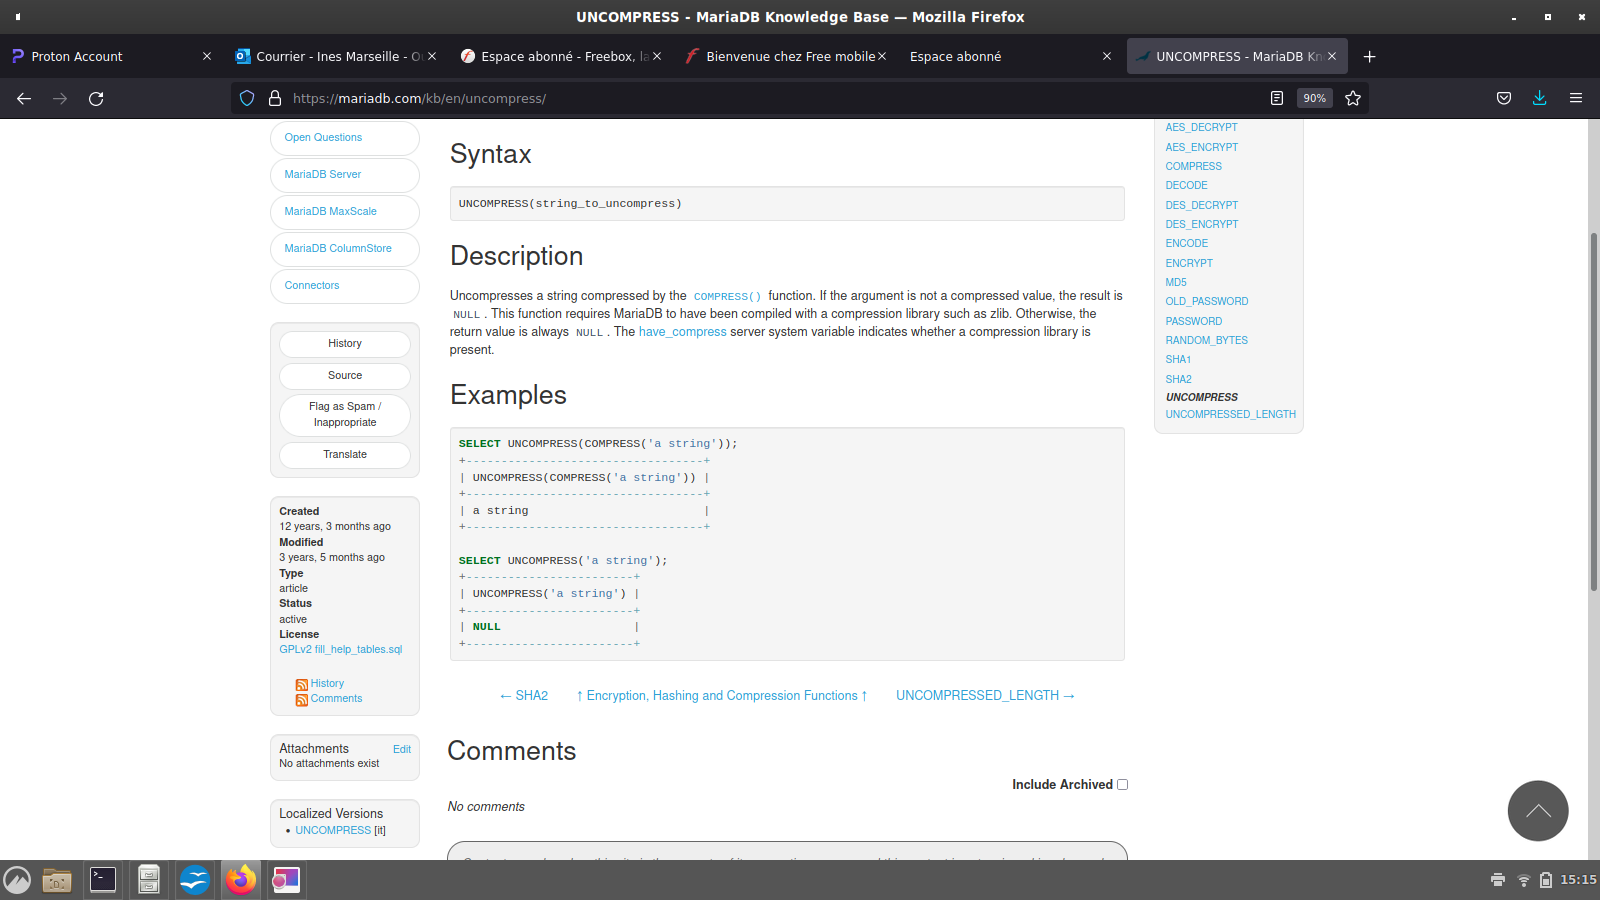 UNCOMPRESS - MariaDB Knowledge Base — Mozilla Firefox
Proton Account
Courrier - Ines Marseille - O
Espace abonné - Freebox, la
Bienvenue chez Free mobile
Espace abonné
UNCOMPRESS - MariaDB Kn
https://mariadb.com/kb/en/uncompress/
90%
Open Questions
MariaDB Server
MariaDB MaxScale
MariaDB ColumnStore
Connectors
History
Source
Flag as Spam /
Inappropriate
Translate
Created
12 years, 3 months ago
Modified
3 years, 5 months ago
Type
article
Status
active
License
GPLv2 fill_help_tables.sql
History
Comments
Attachments Edit
No attachments exist
Localized Versions
• UNCOMPRESS [it]
Syntax
UNCOMPRESS(string_to_uncompress)
Description
Uncompresses a string compressed by the COMPRESS() function. If the argument is not a compressed value, the result is
NULL . This function requires MariaDB to have been compiled with a compression library such as zlib. Otherwise, the
return value is always NULL . The have_compress server system variable indicates whether a compression library is
present.
Examples
SELECT UNCOMPRESS(COMPRESS('a string'));
+----------------------------------+
| UNCOMPRESS(COMPRESS('a string')) |
+----------------------------------+
| a string                         |
+----------------------------------+
SELECT UNCOMPRESS('a string');
+------------------------+
| UNCOMPRESS('a string') |
+------------------------+
| NULL                   |
+------------------------+
← SHA2 ↑ Encryption, Hashing and Compression Functions ↑ UNCOMPRESSED_LENGTH →
Comments
Include Archived
No comments
AES_DECRYPT
AES_ENCRYPT
COMPRESS
DECODE
DES_DECRYPT
DES_ENCRYPT
ENCODE
ENCRYPT
MD5
OLD_PASSWORD
PASSWORD
RANDOM_BYTES
SHA1
SHA2
UNCOMPRESS
UNCOMPRESSED_LENGTH
15:15